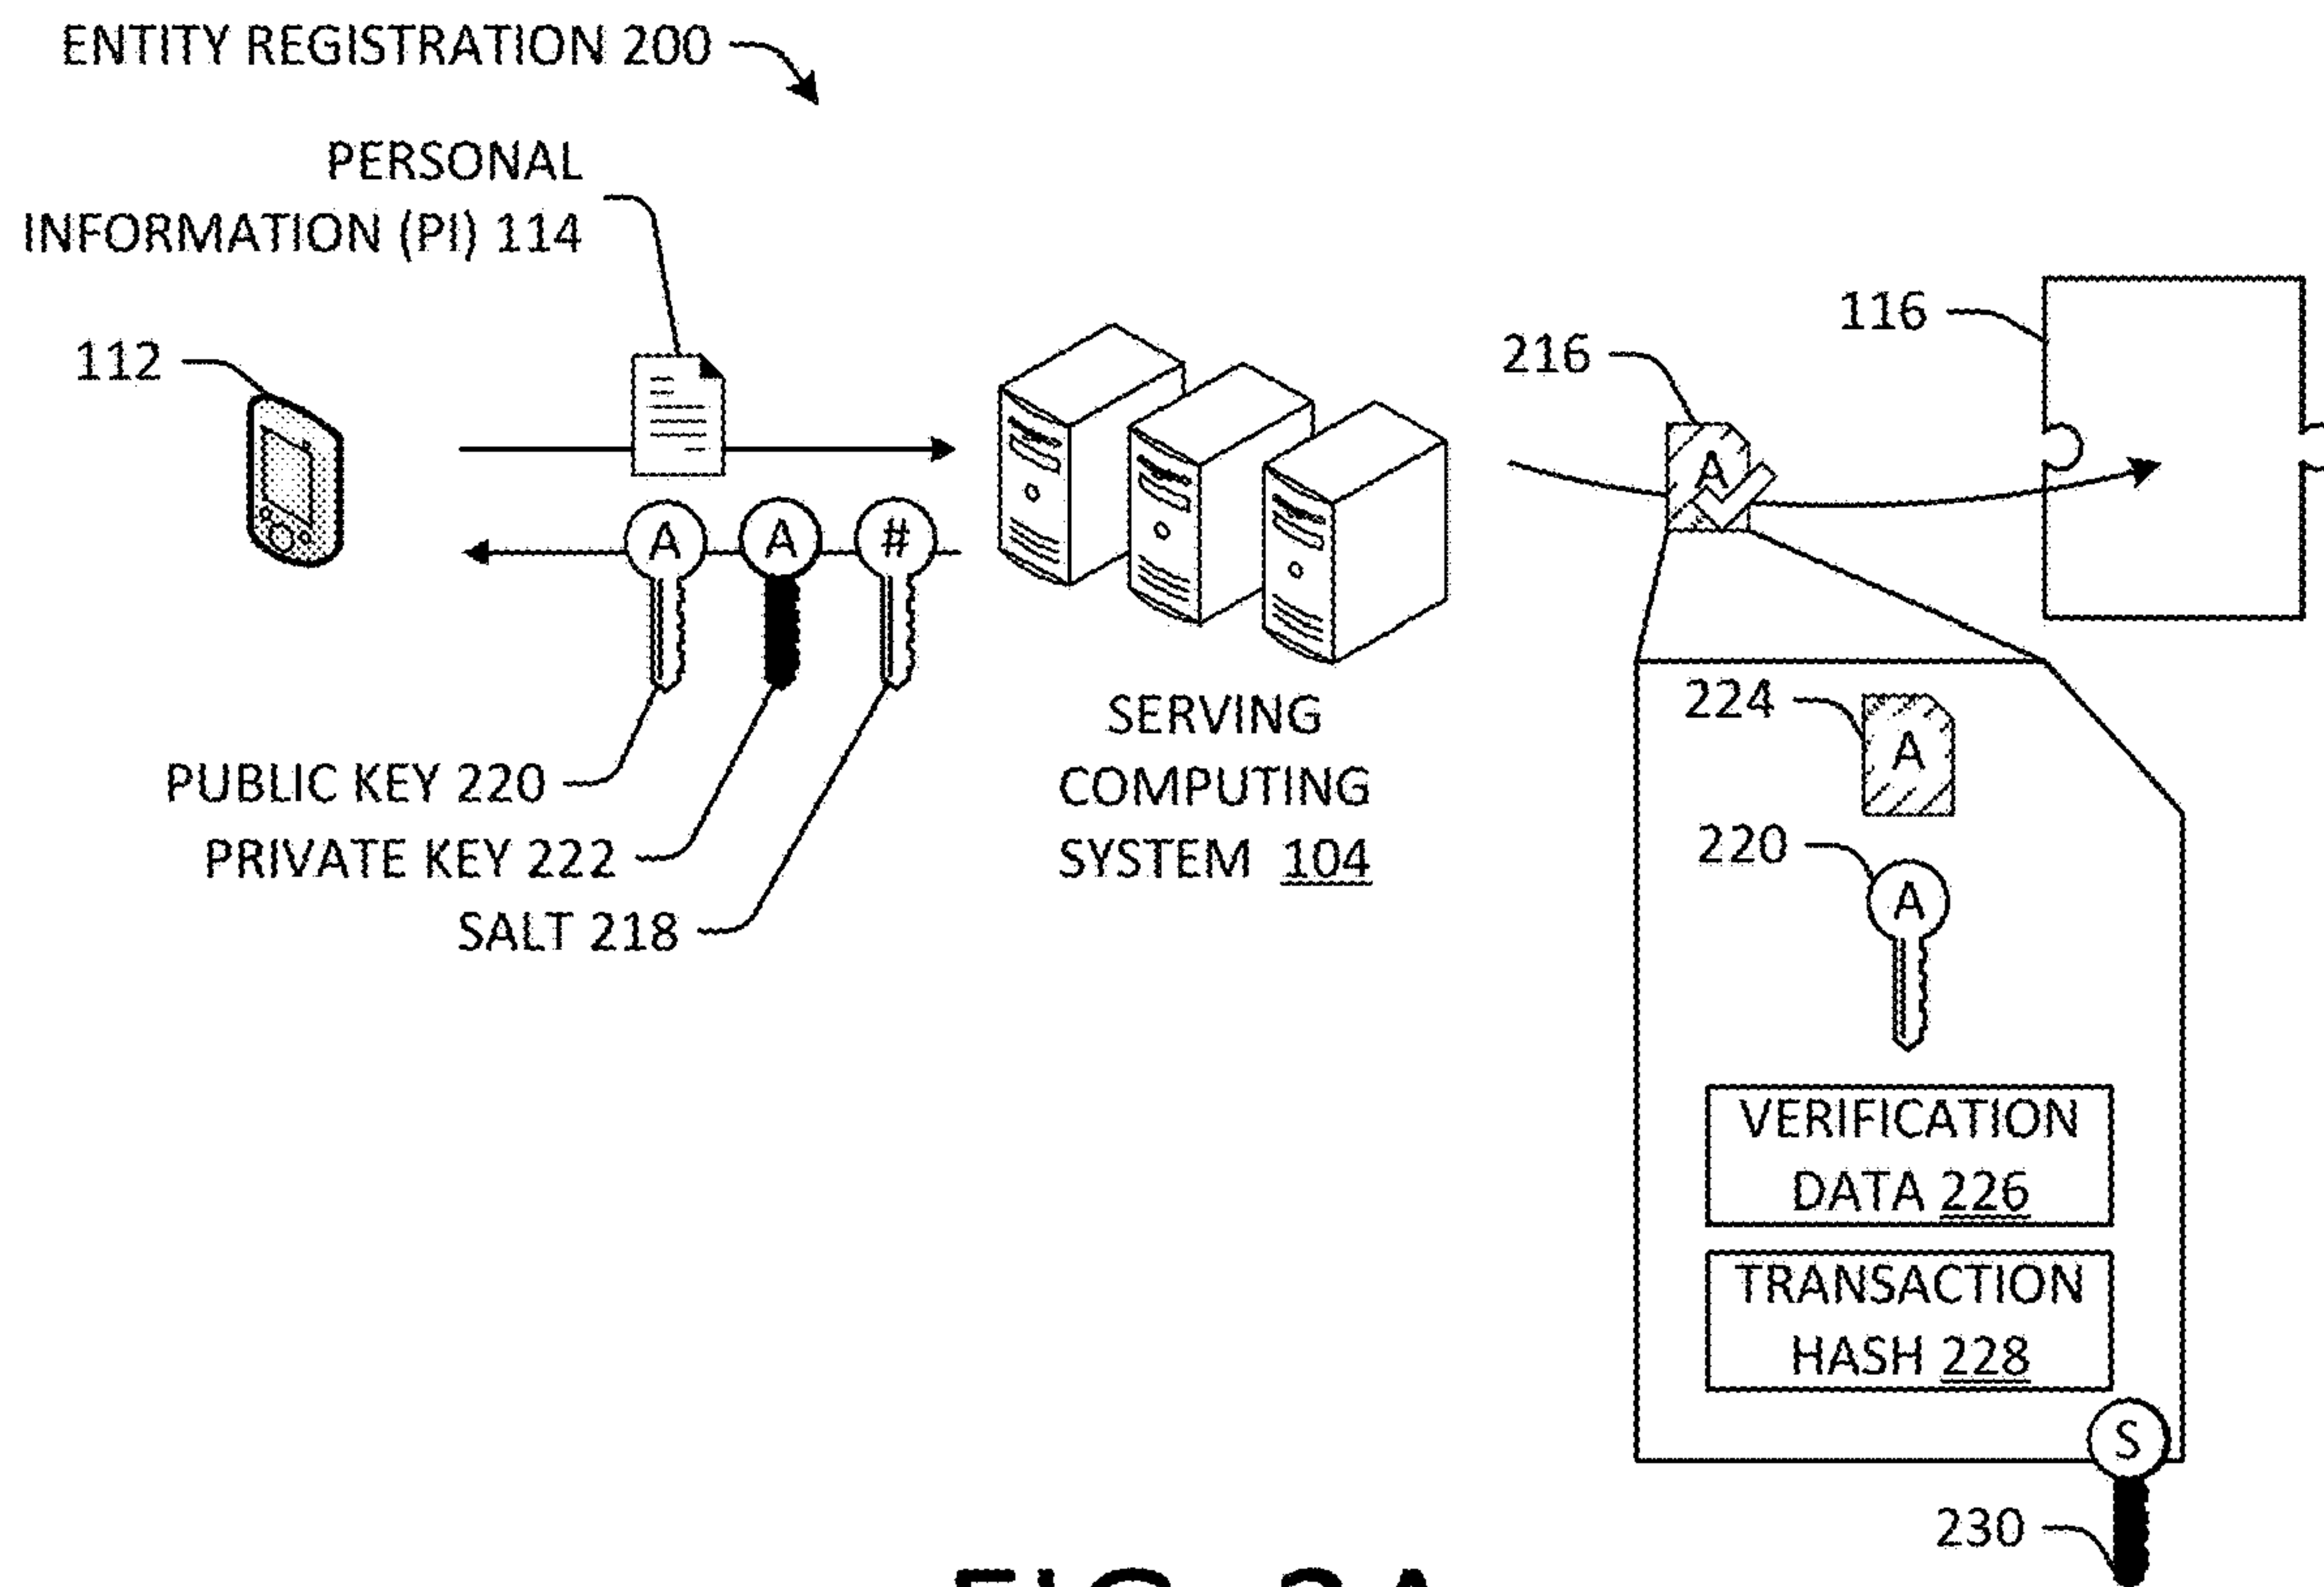 ENTITY REGISTRATION 200
PERSONAL
INFORMATION (PI) 114
112
116
216
A
A
A
#
PUBLIC KEY 220
PRIVATE KEY 222
SALT 218
SERVING
COMPUTING
SYSTEM 104
224
A
220
A
VERIFICATION
DATA 226
TRANSACTION
HASH 228
S
230